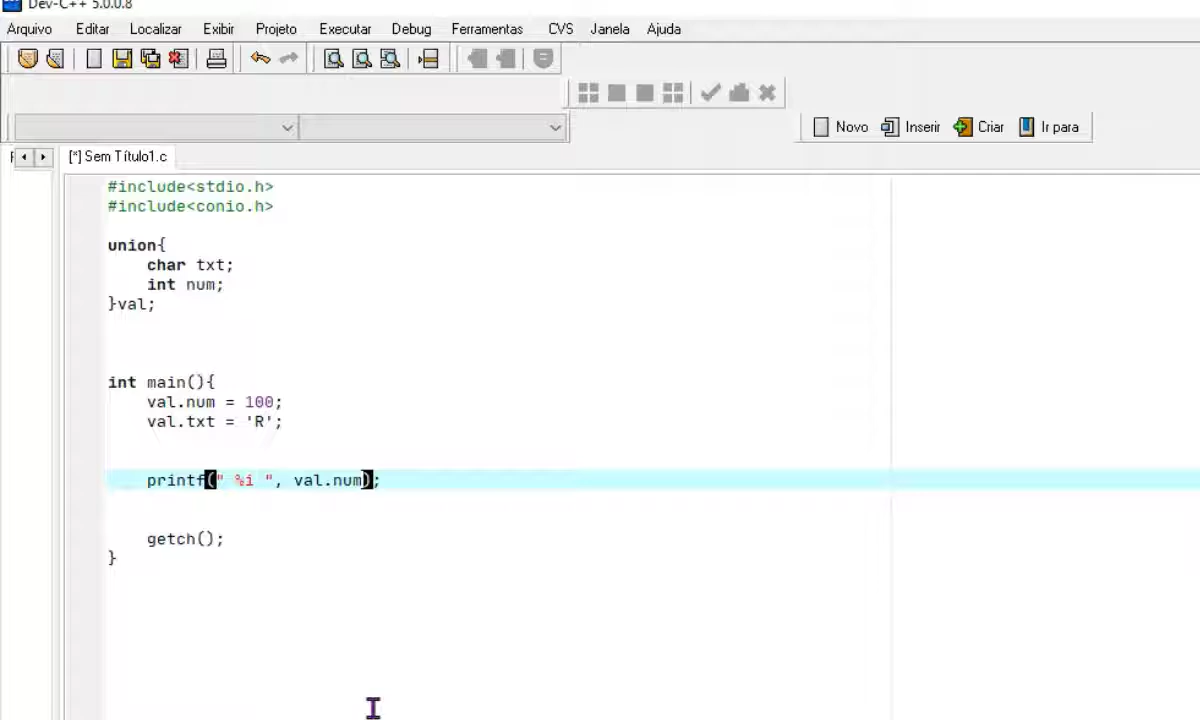 Dev-C++ 5.0.0.8
Arquivo Editar Localizar Exibir Projeto Executar Debug Ferramentas CVS Janela Ajuda
Novo Inserir Criar Ir para
[*] Sem Título1.c
#include<stdio.h>
#include<conio.h>
union{
char txt;
int num;
}val;
int main(){
val.num = 100;
val.txt = 'R';
printf(" %i ", val.num);
getch();
}